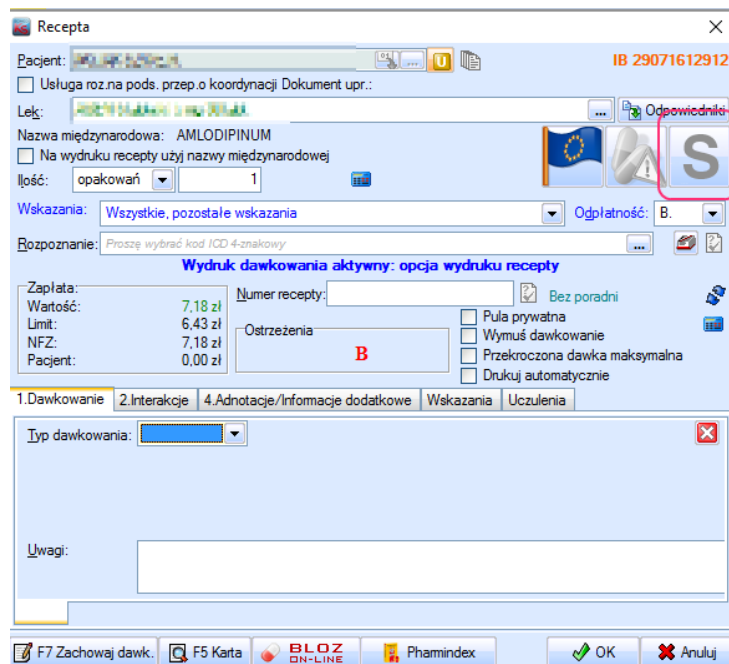 Recepta
Pacjent: ... U IB 29071612912
Usługa roz.na pods. przep.o koordynacji Dokument upr.:
Lek: ... Odpowiedniki
Nazwa międzynarodowa: AMLODIPINUM
Na wydruku recepty użyj nazwy międzynarodowej
S
Ilość: opakowań 1
Wskazania: Wszystkie, pozostałe wskazania Odpłatność: B.
Rozpoznanie: Proszę wybrać kod ICD 4-znakowy ...
Wydruk dawkowania aktywny: opcja wydruku recepty
Zapłata:
Wartość: 7,18 zł
Limit: 6,43 zł
NFZ: 7,18 zł
Pacjent: 0,00 zł
Numer recepty: Bez poradni
Ostrzeżenia
B
Pula prywatna
Wymuś dawkowanie
Przekroczona dawka maksymalna
Drukuj automatycznie
1.Dawkowanie 2.Interakcje 4.Adnotacje/Informacje dodatkowe Wskazania Uczulenia
Typ dawkowania:
Uwagi:
F7 Zachowaj dawk. F5 Karta BLOZ ON-LINE Pharmindex OK Anuluj